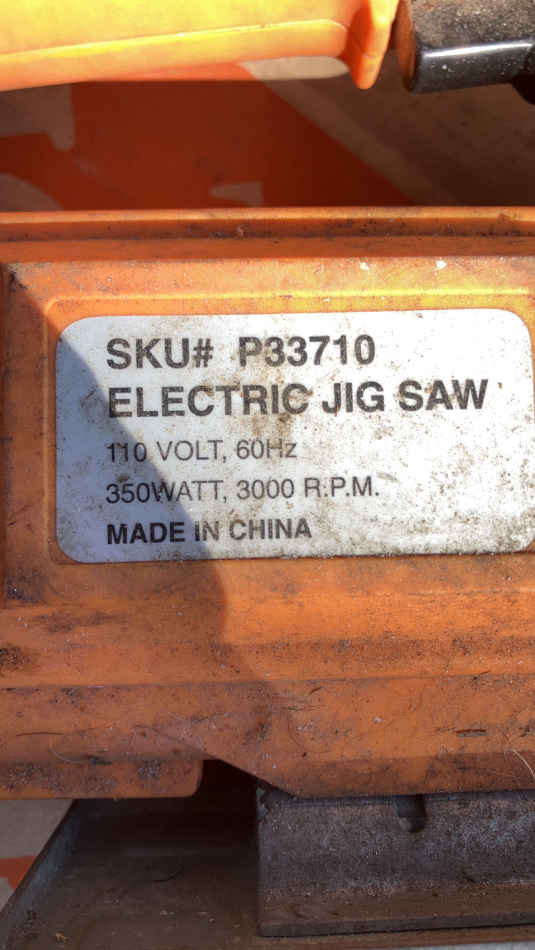 SKU# P33710
ELECTRIC JIG SAW
110 VOLT, 60Hz
350WATT, 3000 R.P.M.
MADE IN CHINA